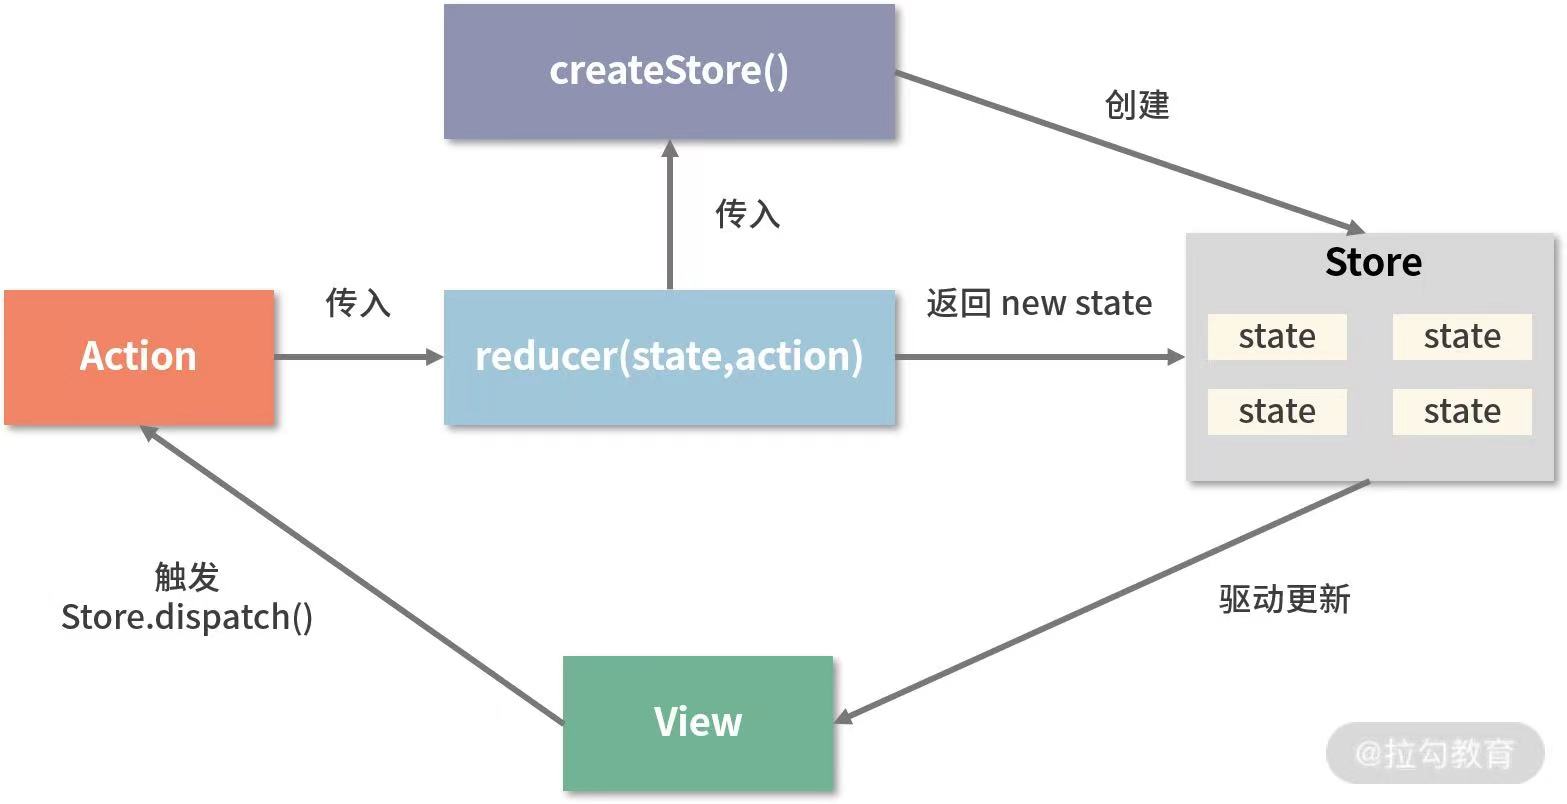 createStore()
创建
传入
Store
传入
返回 new state
Action
reducer(state,action)
state
state
state
state
触发
Store.dispatch()
驱动更新
View
@拉勾教育